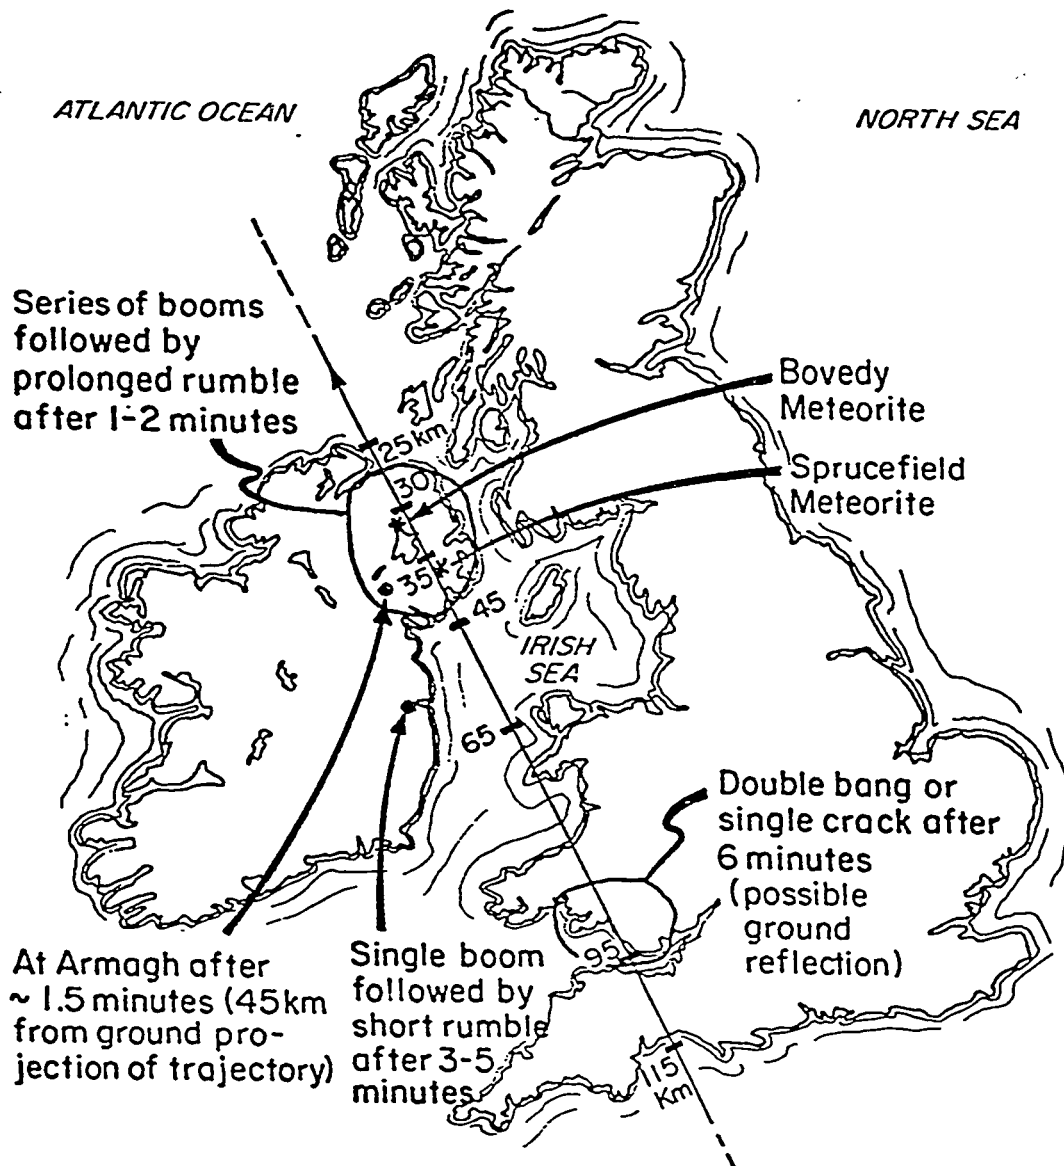 ATLANTIC OCEAN
NORTH SEA
Series of booms
followed by
prolonged rumble
after 1-2 minutes
Bovedy
Meteorite
Sprucefield
Meteorite
25 km
30
35
45
IRISH
SEA
65
Double bang or
single crack after
6 minutes
(possible
ground
reflection)
95
At Armagh after
~ 1.5 minutes (45km
from ground pro-
jection of trajectory)
Single boom
followed by
short rumble
after 3-5
minutes
115
Km